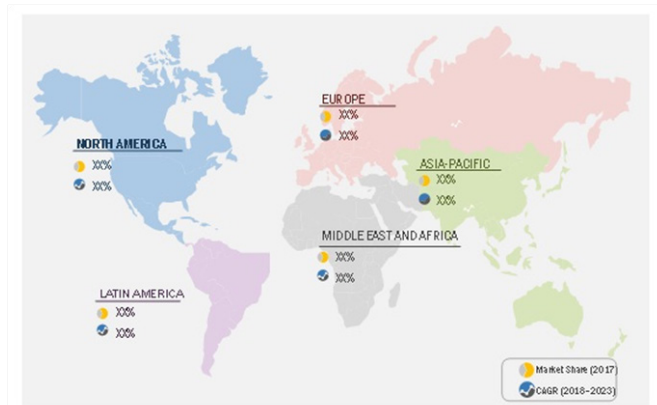 EUROPE
XX%
XX%
NORTH AMERICA
XX%
XX%
ASIA-PACIFIC
XX%
XX%
MIDDLE EAST AND AFRICA
XX%
XX%
LATIN AMERICA
XX%
XX%
Market Share (2017)
CAGR (2018-2023)